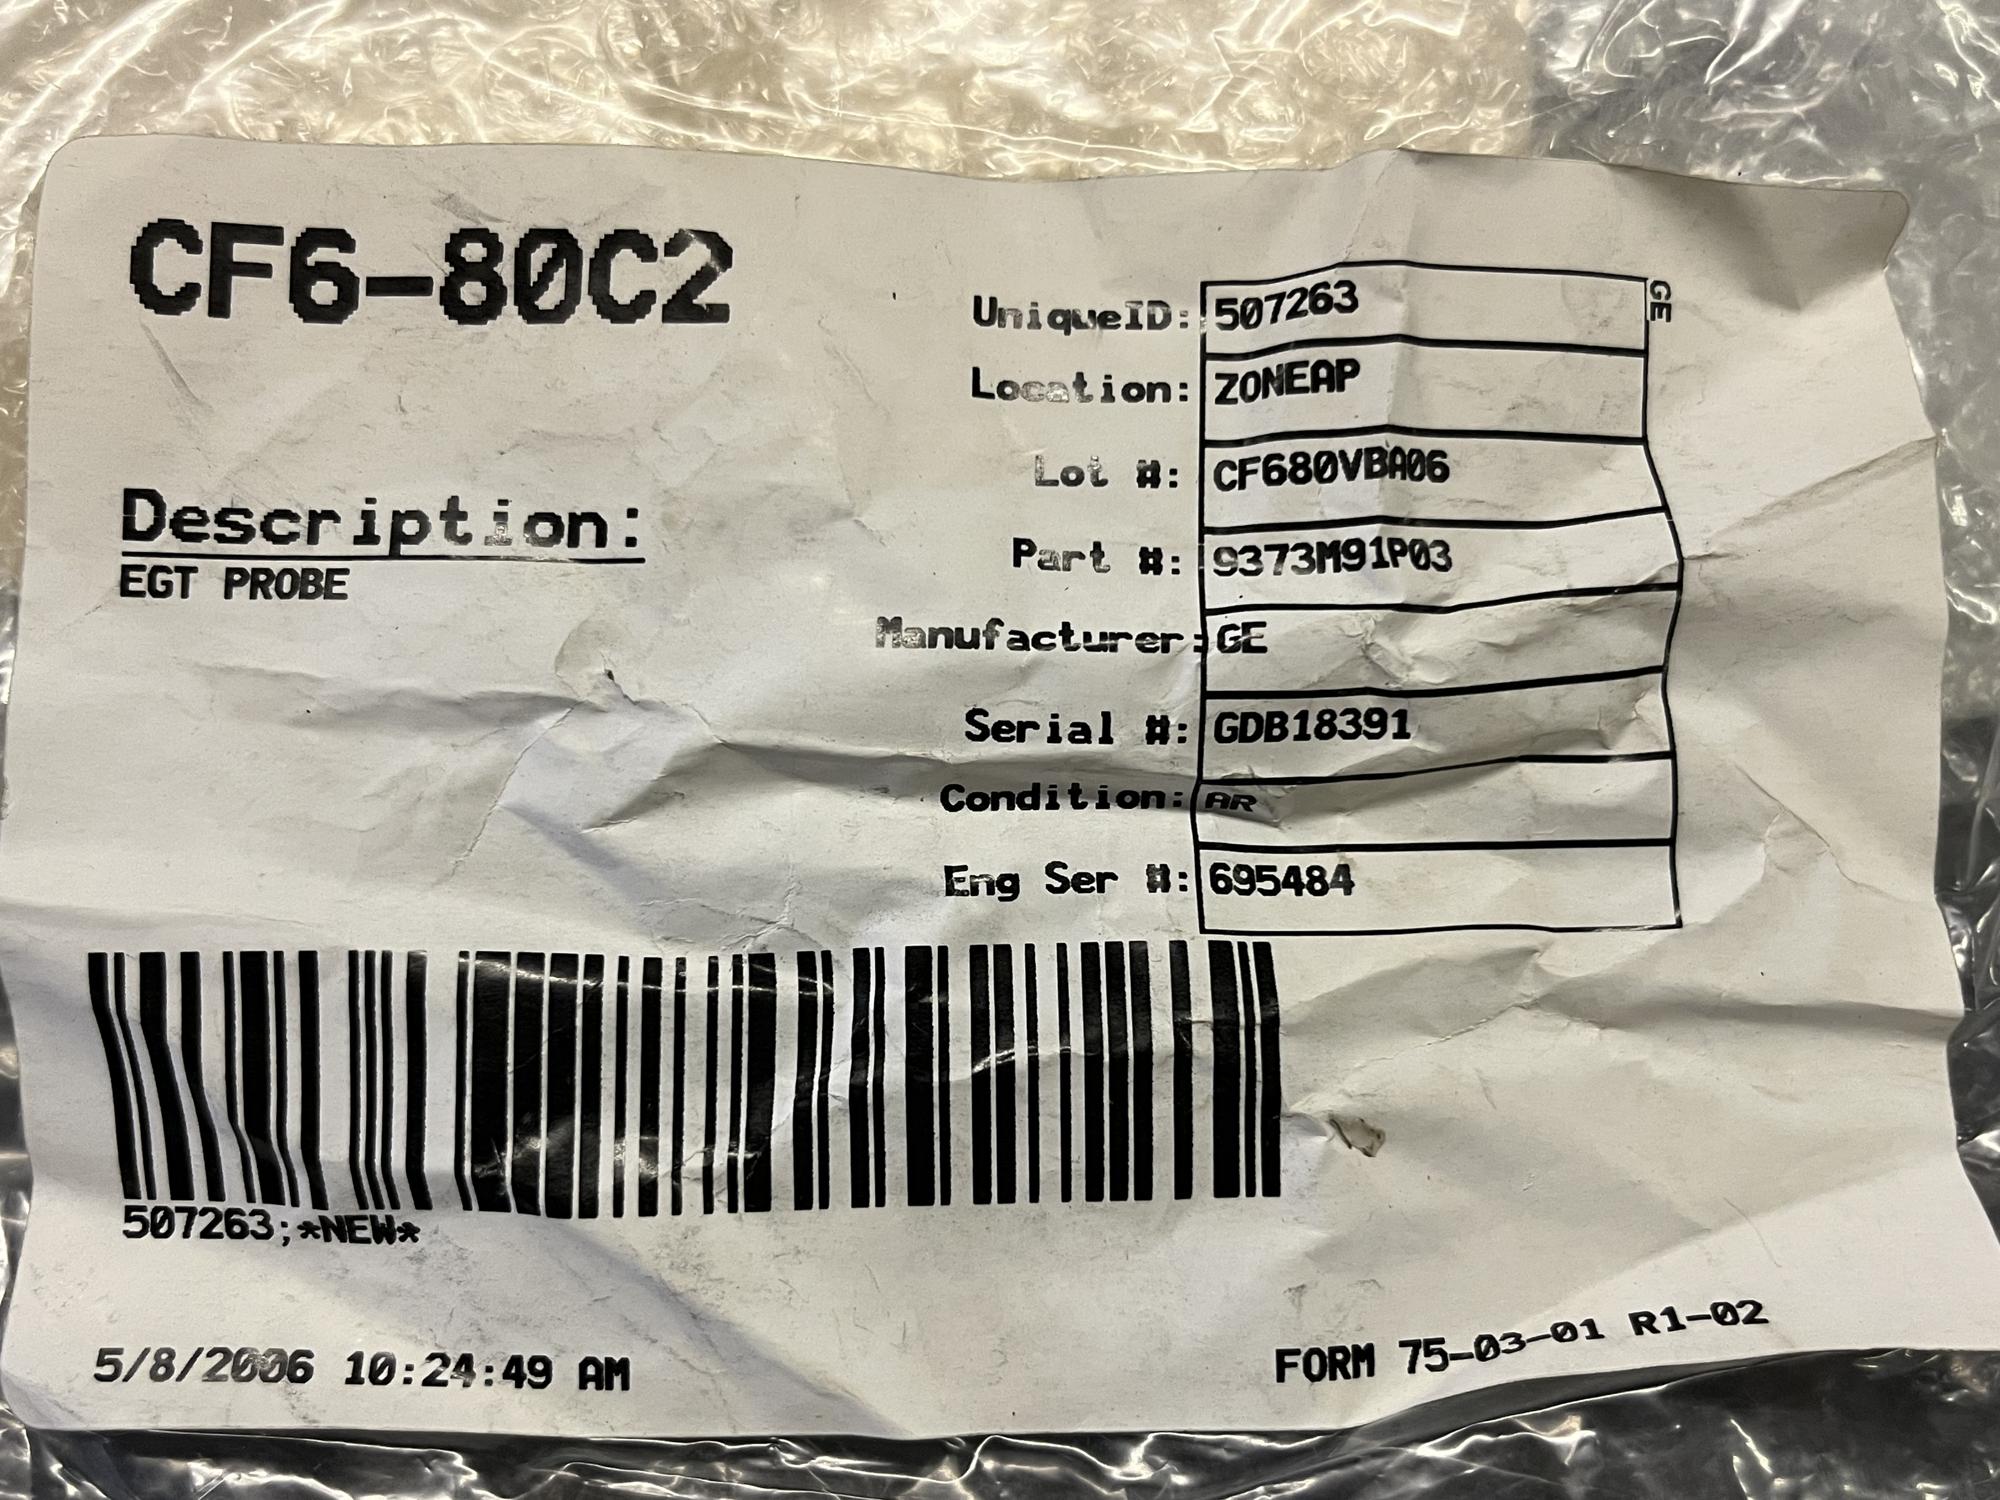 CF6-80C2
UniqueID: 507263
GE
Location: ZONEAP
Lot #: CF680VBA06
Description:
EGT PROBE
Part #: 9373M91P03
Manufacturer: GE
Serial #: GDB18391
Condition: AR
Eng Ser #: 695484
507263;*NEW*
5/8/2006 10:24:49 AM
FORM 75-03-01 R1-02